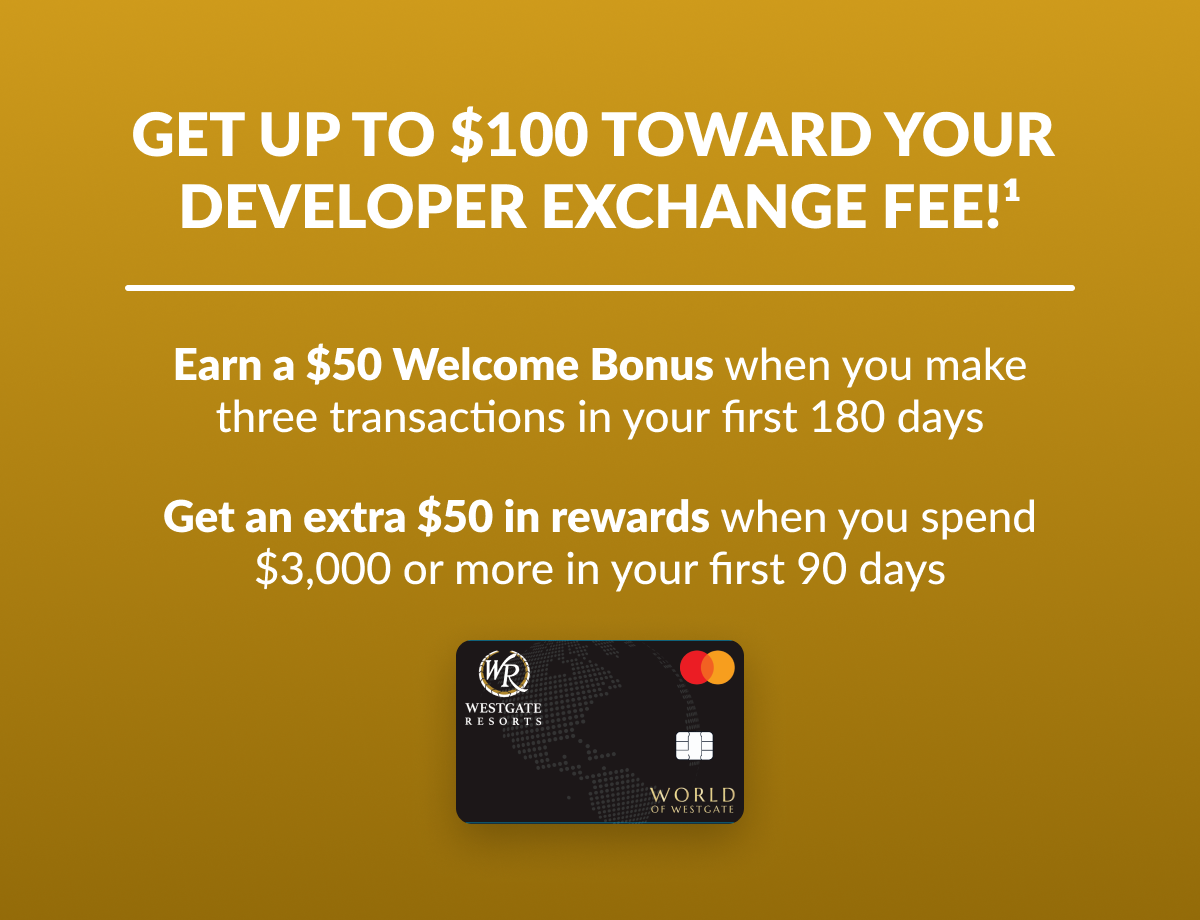 GET UP TO $100 TOWARD YOUR
DEVELOPER EXCHANGE FEE!¹
Earn a $50 Welcome Bonus when you make
three transactions in your first 180 days
Get an extra $50 in rewards when you spend
$3,000 or more in your first 90 days
WR
WESTGATE
RESORTS
WORLD
OF WESTGATE